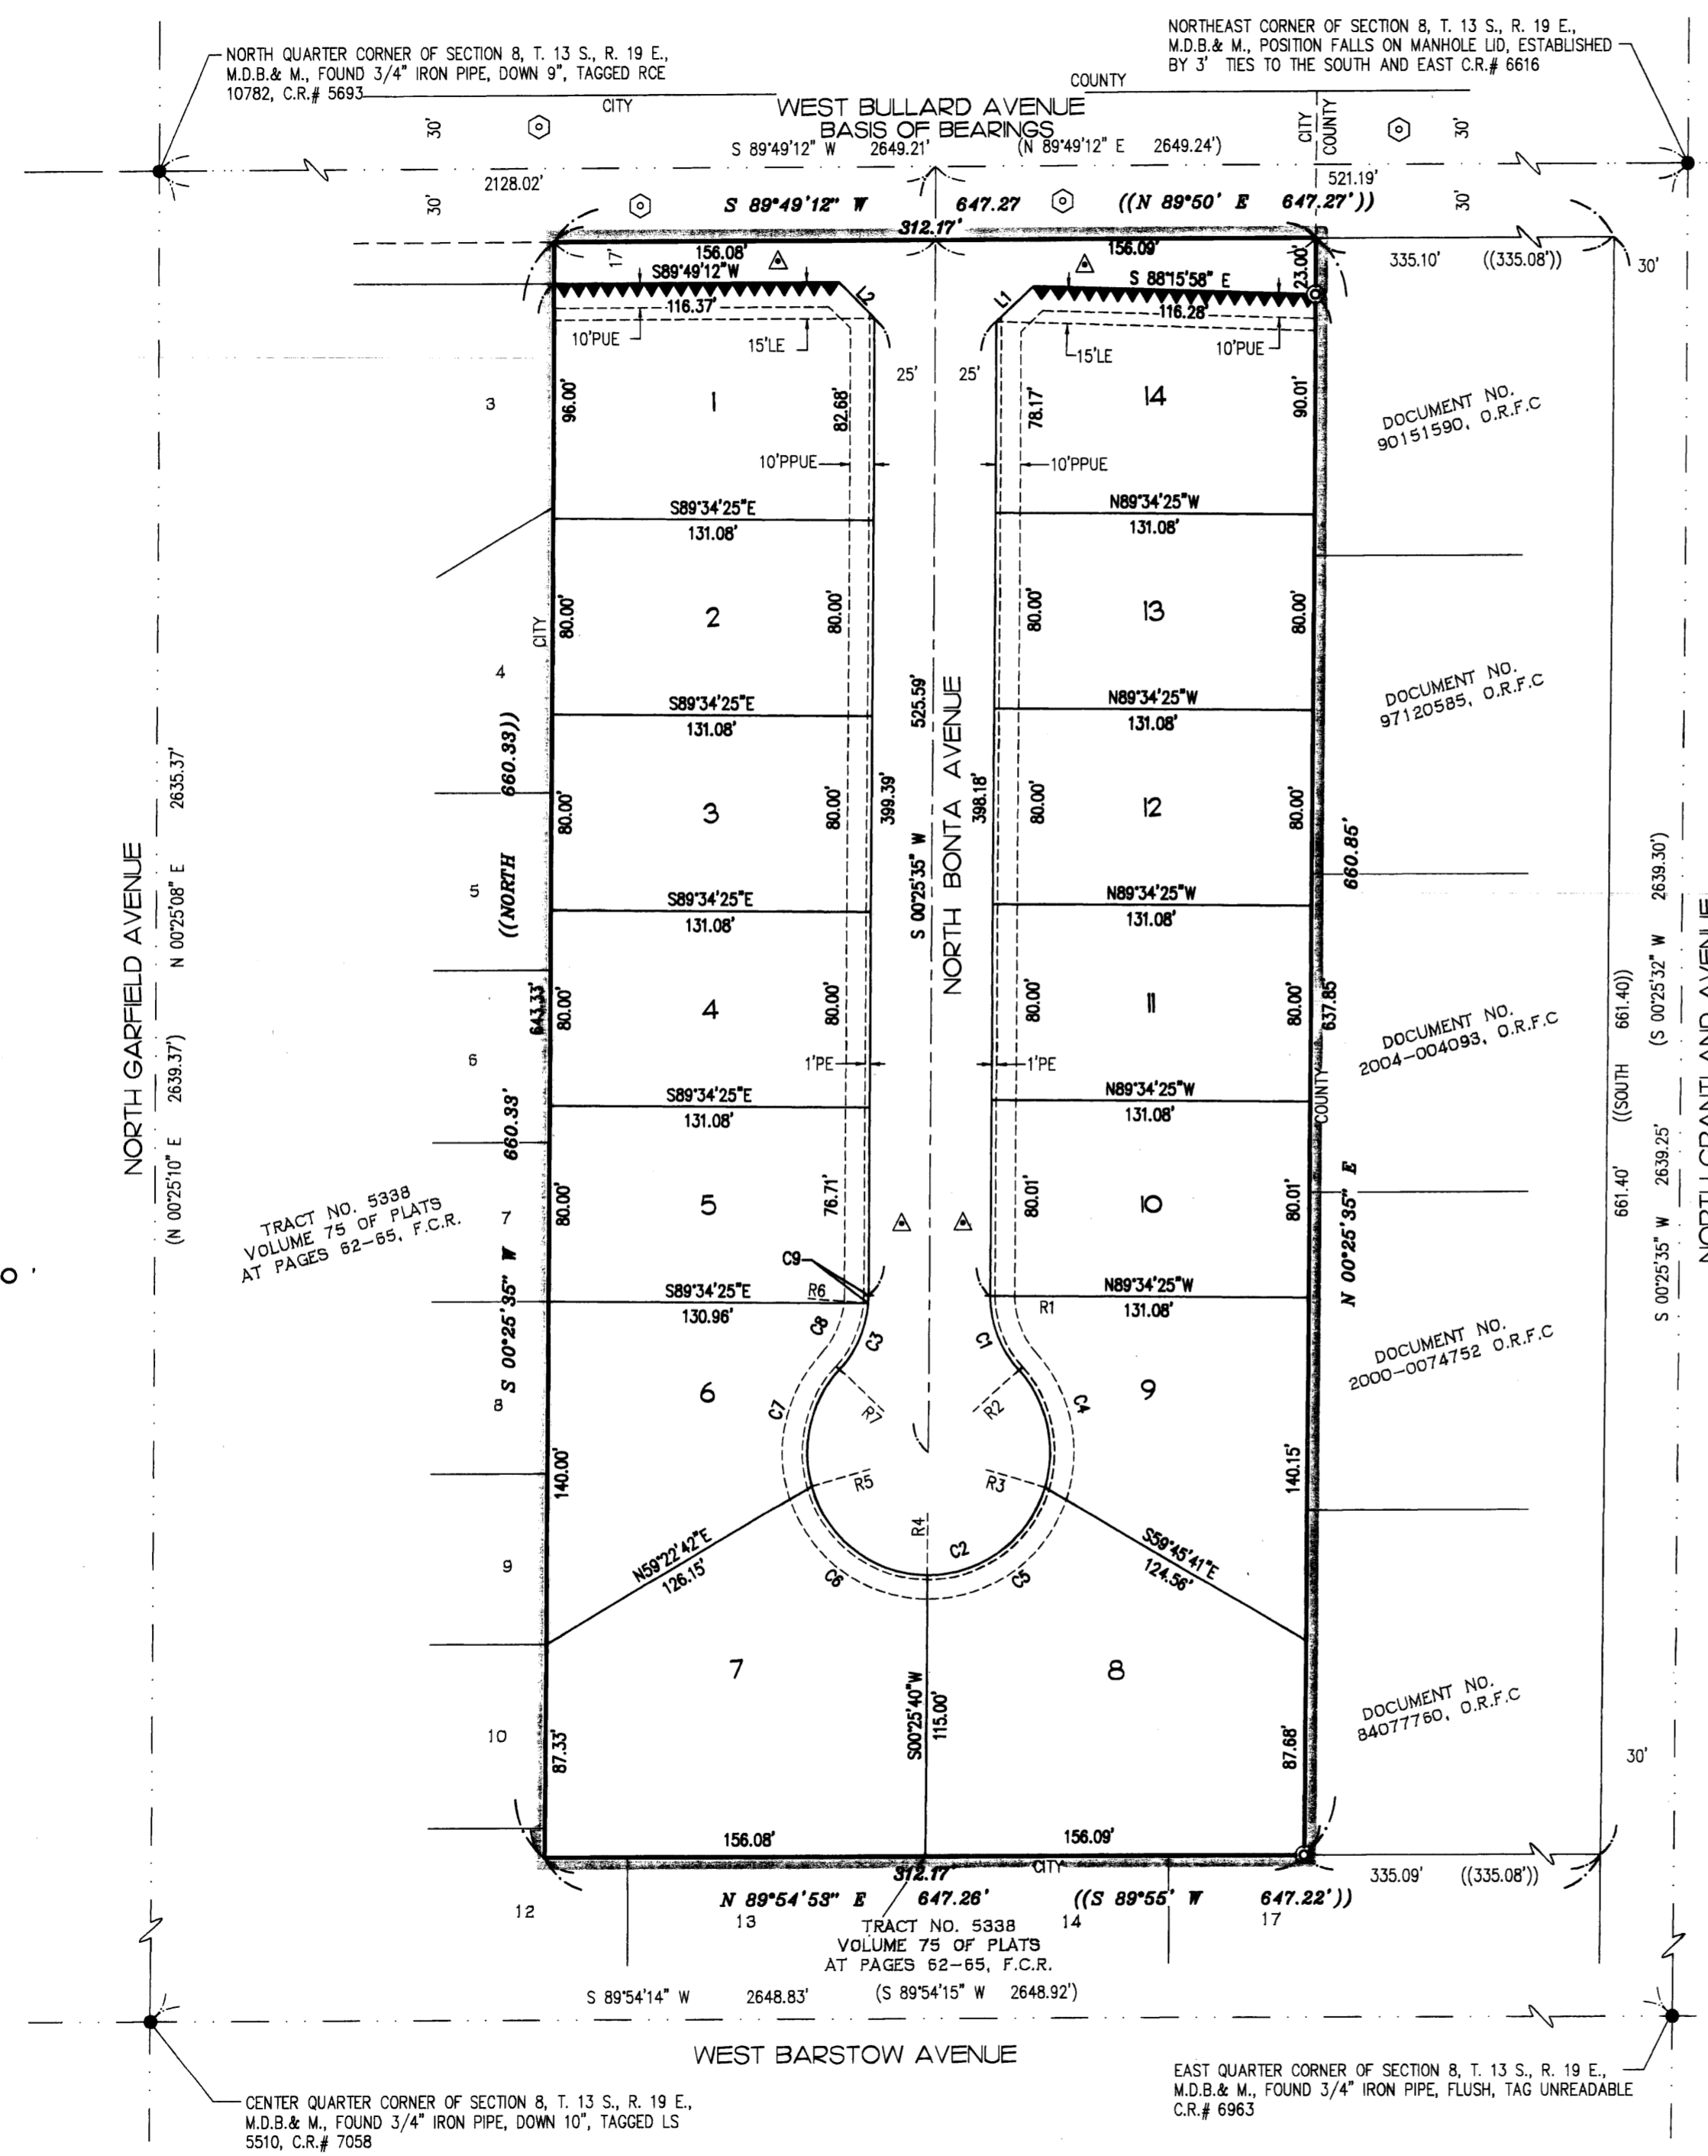 NORTH QUARTER CORNER OF SECTION 8, T. 13 S., R. 19 E.,
M.D.B.& M., FOUND 3/4" IRON PIPE, DOWN 9", TAGGED RCE
10782, C.R.# 5693
NORTHEAST CORNER OF SECTION 8, T. 13 S., R. 19 E.,
M.D.B.& M., POSITION FALLS ON MANHOLE LID, ESTABLISHED
BY 3' TIES TO THE SOUTH AND EAST C.R.# 6616
CITY
COUNTY
WEST BULLARD AVENUE
BASIS OF BEARINGS
S 89°49'12" W 2649.21' (N 89°49'12" E 2649.24')
30'
30'
CITY
COUNTY
30'
30'
2128.02'
521.19'
S 89°49'12" W 647.27 ((N 89°50' E 647.27'))
312.17'
156.08' 156.09'
17'
S89°49'12"W
S 88°15'58" E
23.00'
335.10' ((335.08'))
30'
116.37'
L2
L1
116.28'
10'PUE
15'LE
15'LE
10'PUE
25' 25'
3
96.00'
1
82.68'
78.17'
14
90.01'
DOCUMENT NO.
90151590, O.R.F.C
10'PPUE
10'PPUE
S89°34'25"E
131.08'
N89°34'25"W
131.08'
CITY
80.00'
2
80.00'
80.00'
13
80.00'
4
S89°34'25"E
131.08'
N89°34'25"W
131.08'
DOCUMENT NO.
97120585, O.R.F.C
525.59'
S 00°25'35" W
NORTH BONTA AVENUE
399.39'
398.18'
((NORTH 660.33'))
80.00'
3
80.00'
80.00'
12
80.00'
660.85'
5
S89°34'25"E
131.08'
N89°34'25"W
131.08'
NORTH GARFIELD AVENUE
N 00°25'08" E 2635.37'
(N 00°25'10" E 2639.37')
643.33'
80.00'
4
80.00'
80.00'
11
80.00'
637.85'
DOCUMENT NO.
2004-004093, O.R.F.C
6
1'PE
1'PE
COUNTY
661.40' ((SOUTH 661.40))
S 00°25'35" W 2639.25'
(S 00°25'32" W 2639.30')
S89°34'25"E
131.08'
N89°34'25"W
131.08'
S 00°25'35" W 660.33'
TRACT NO. 5338
VOLUME 75 OF PLATS
AT PAGES 62-65, F.C.R.
7
80.00'
5
76.71'
80.01'
10
80.01'
N 00°25'35" E
C9
S89°34'25"E
130.96'
R6
N89°34'25"W
131.08'
R1
C8
C3
C1
DOCUMENT NO.
2000-0074752 O.R.F.C
8
6
C7
R7
R2
C4
9
140.00'
R5
R3
140.15'
R4
N59°22'42"E
126.15'
C6
C2
C5
S59°45'41"E
124.56'
9
7
8
S00°25'40"W
115.00'
10
87.33'
87.68'
DOCUMENT NO.
84077760, O.R.F.C
30'
156.08' 156.09'
312.17'
CITY
335.09' ((335.08'))
N 89°54'53" E 647.26' ((S 89°55' W 647.22'))
12
13
14
17
TRACT NO. 5338
VOLUME 75 OF PLATS
AT PAGES 62-65, F.C.R.
S 89°54'14" W 2648.83' (S 89°54'15" W 2648.92')
WEST BARSTOW AVENUE
CENTER QUARTER CORNER OF SECTION 8, T. 13 S., R. 19 E.,
M.D.B.& M., FOUND 3/4" IRON PIPE, DOWN 10", TAGGED LS
5510, C.R.# 7058
EAST QUARTER CORNER OF SECTION 8, T. 13 S., R. 19 E.,
M.D.B.& M., FOUND 3/4" IRON PIPE, FLUSH, TAG UNREADABLE
C.R.# 6963